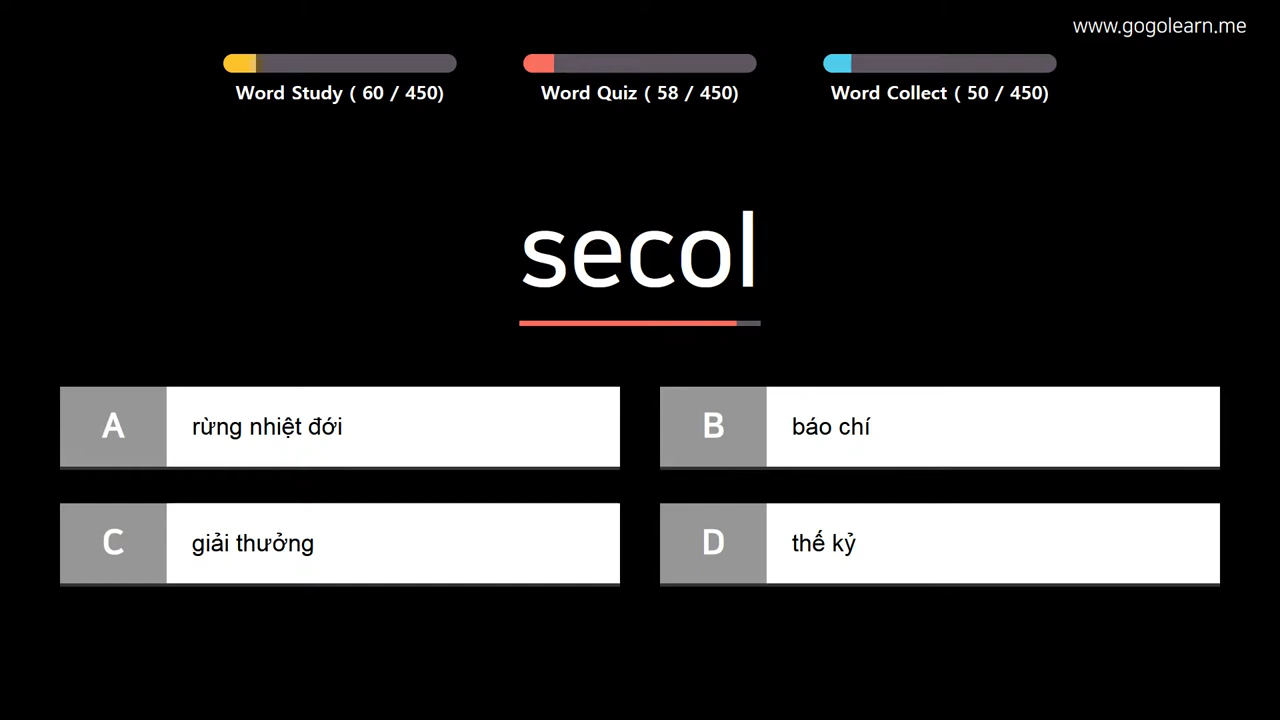 www.gogolearn.me
Word Study ( 60 / 450)
Word Quiz ( 58 / 450)
Word Collect ( 50 / 450)
secol
A
rừng nhiệt đới
B
báo chí
C
giải thưởng
D
thế kỷ